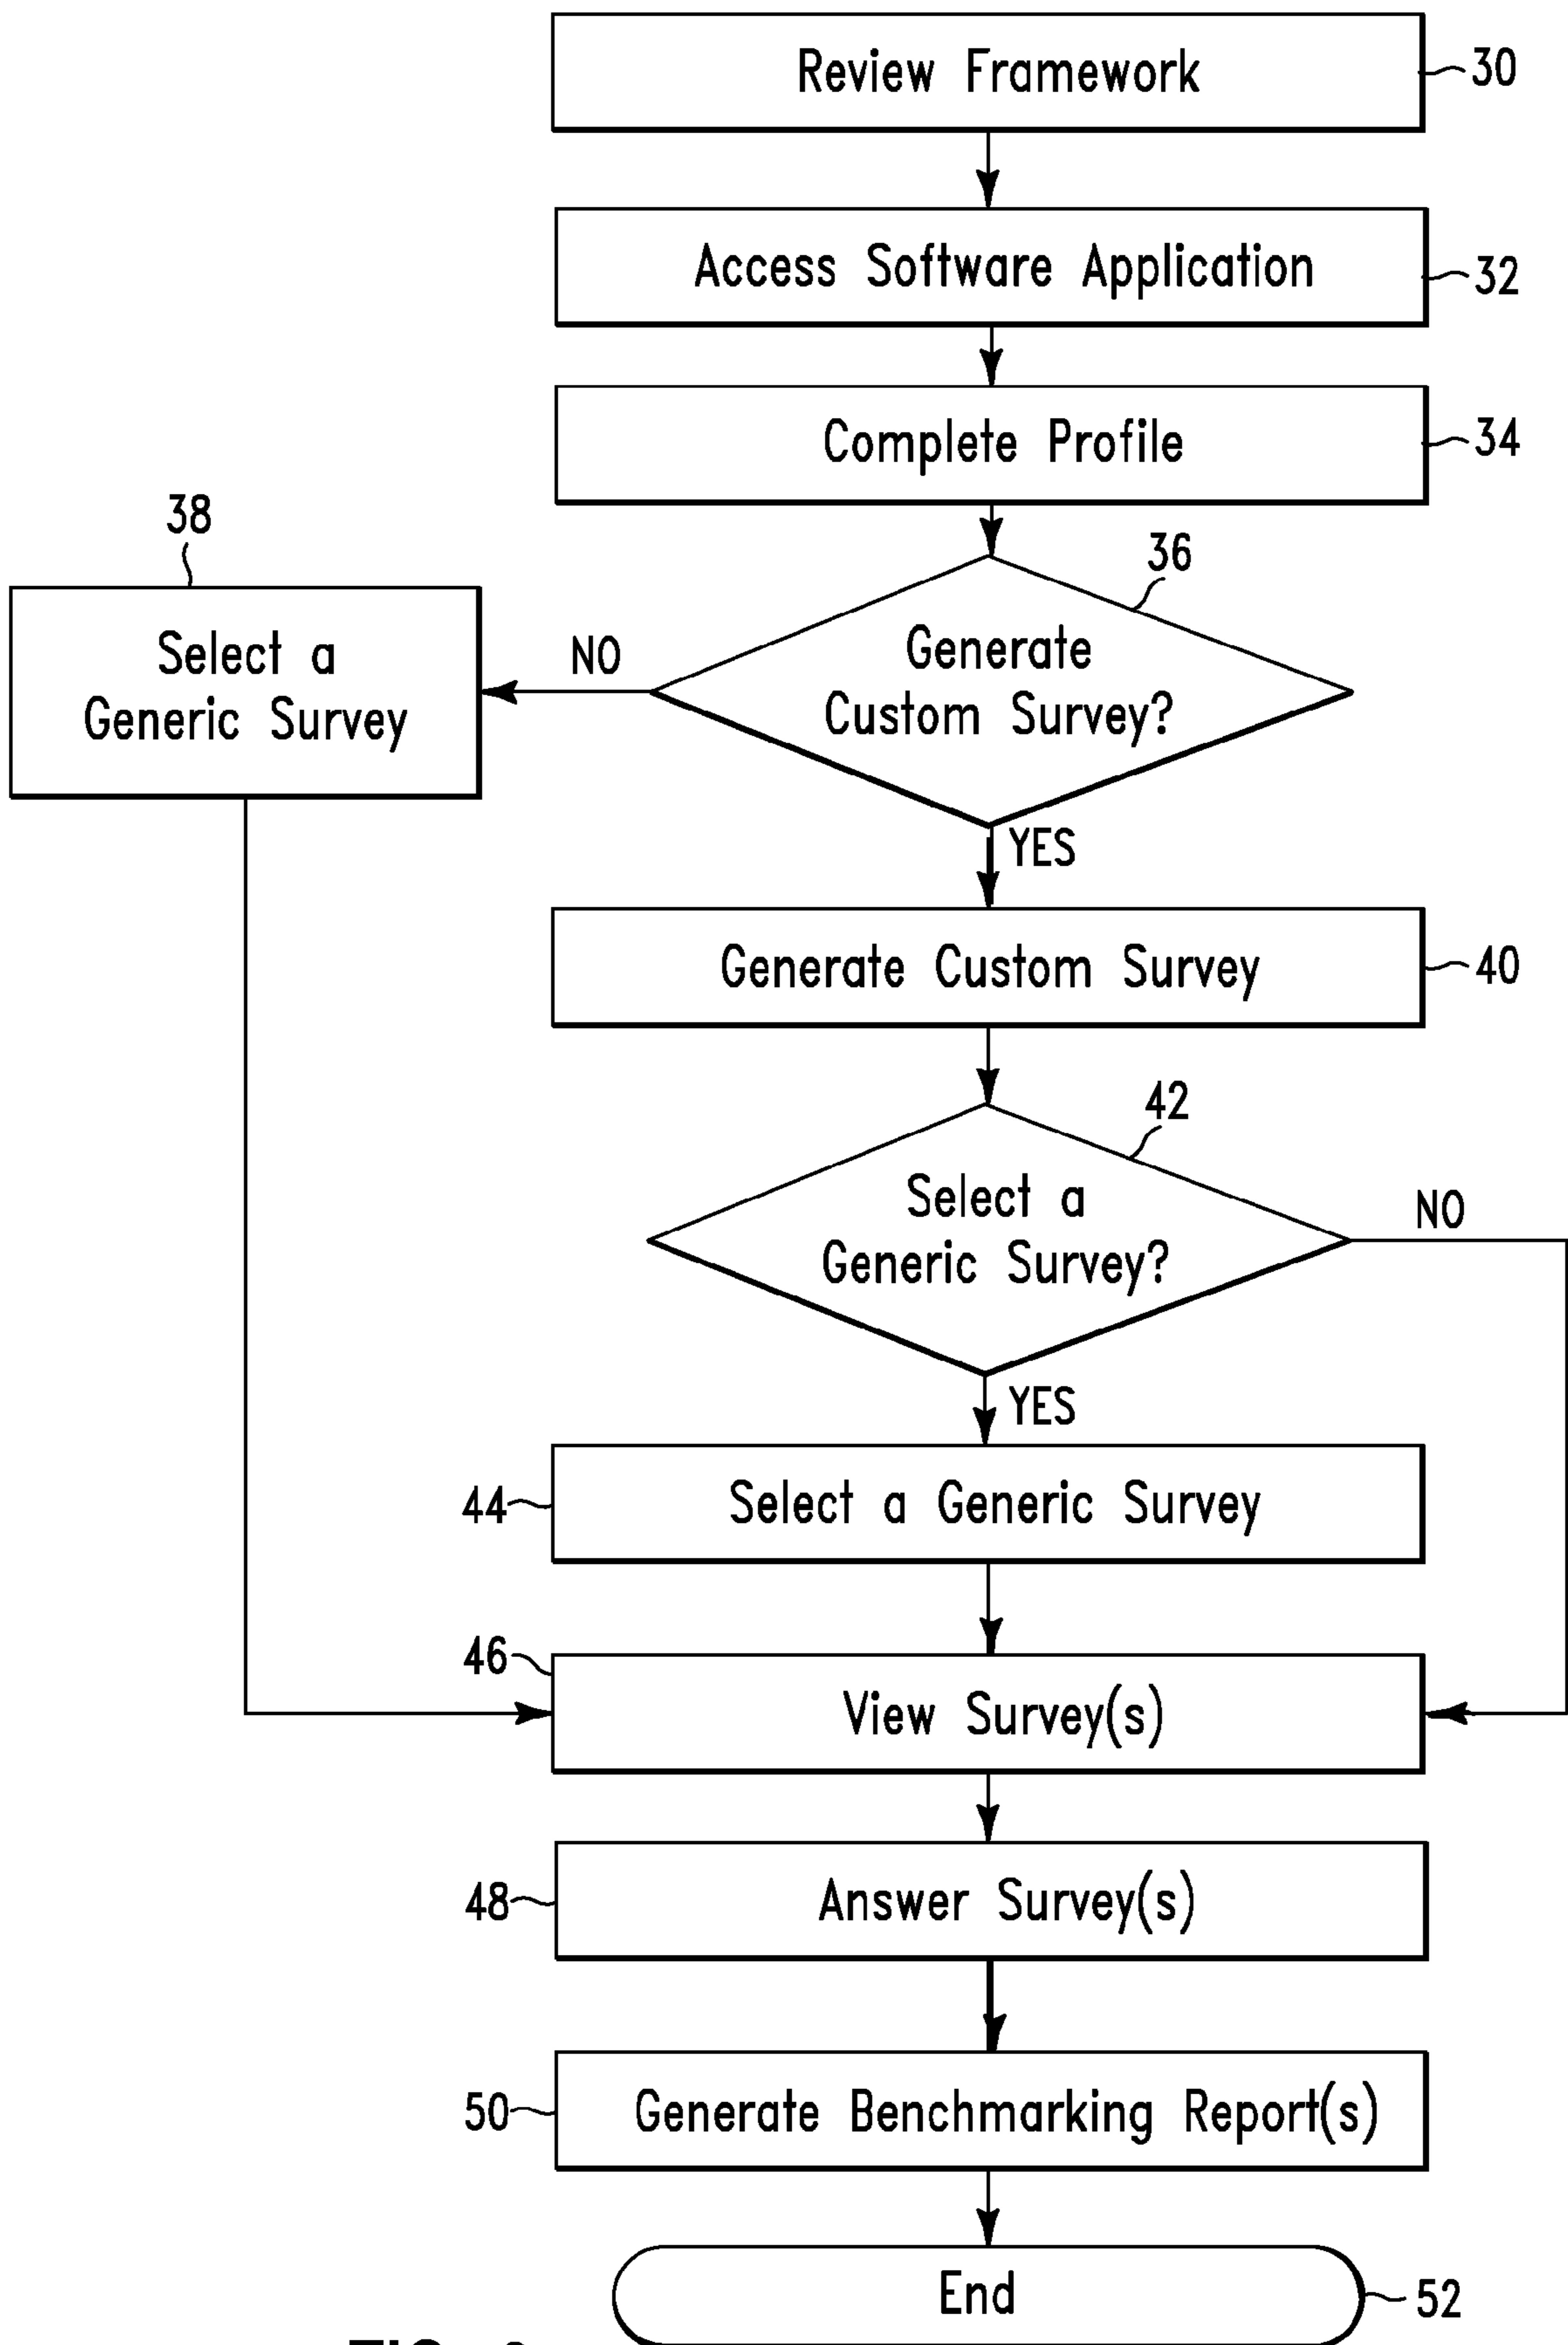 Review Framework
30
Access Software Application
32
Complete Profile
34
38
36
Select a
Generic Survey
NO
Generate
Custom Survey?
YES
Generate Custom Survey
40
42
Select a
Generic Survey?
NO
YES
44
Select a Generic Survey
46
View Survey(s)
48
Answer Survey(s)
50
Generate Benchmarking Report(s)
End
52